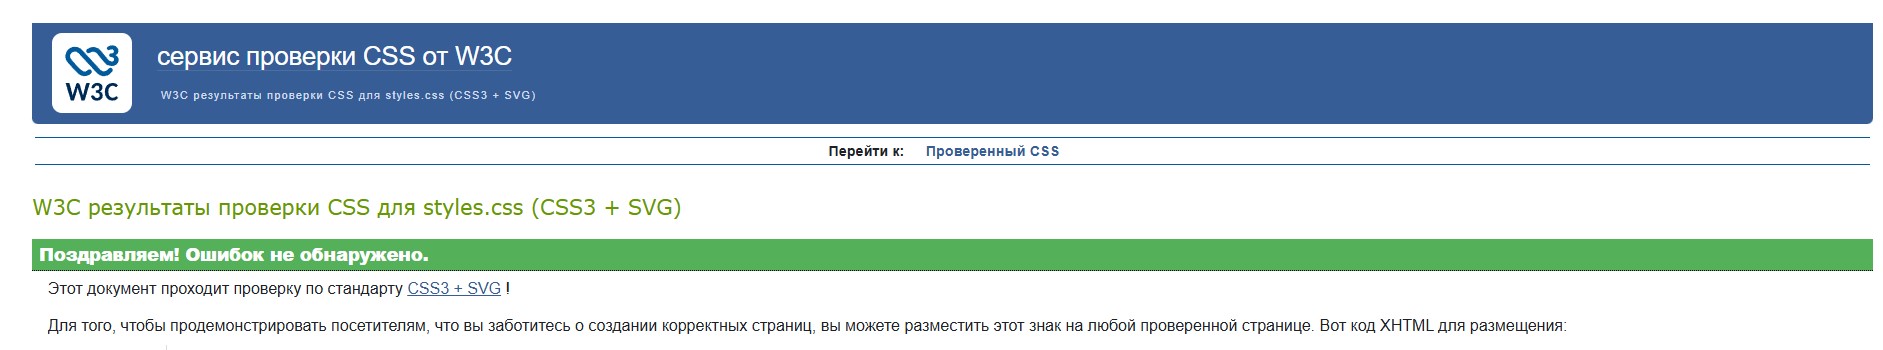 W3C
сервис проверки CSS от W3C
W3C результаты проверки CSS для styles.css (CSS3 + SVG)
Перейти к: Проверенный CSS
W3C результаты проверки CSS для styles.css (CSS3 + SVG)
Поздравляем! Ошибок не обнаружено.
Этот документ проходит проверку по стандарту CSS3 + SVG !
Для того, чтобы продемонстрировать посетителям, что вы заботитесь о создании корректных страниц, вы можете разместить этот знак на любой проверенной странице. Вот код XHTML для размещения: